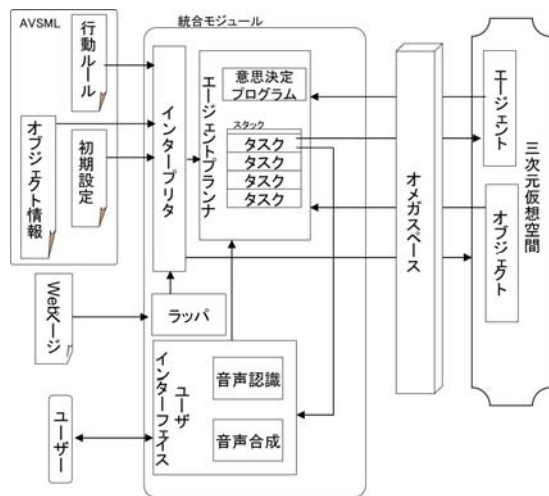 AVSML
行動ルール
オブジェクト情報
初期設定
Webページ
ユーザー
統合モジュール
インタープリタ
エージェントプランナ
意思決定
プログラム
スタック
タスク
タスク
タスク
タスク
ラッパ
ユーザ
インターフェイス
音声認識
音声合成
オメガスペース
エージェント
オブジェクト
三次元仮想空間